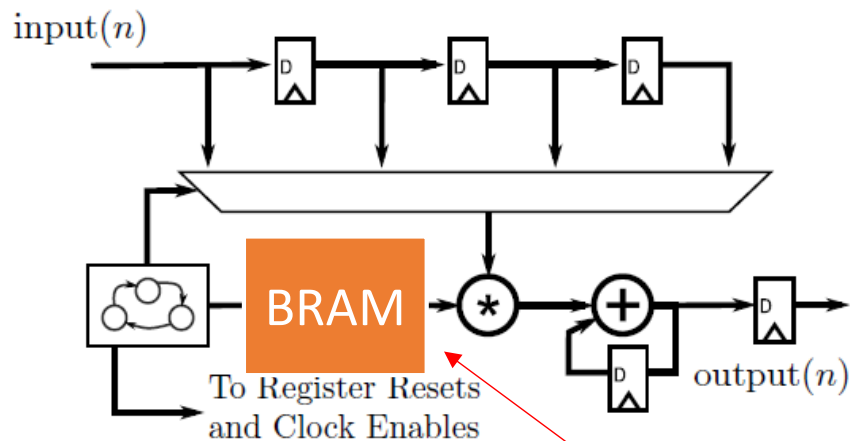 input(n)
D
D
D
BRAM
*
+
D
D
output(n)
To Register Resets
and Clock Enables